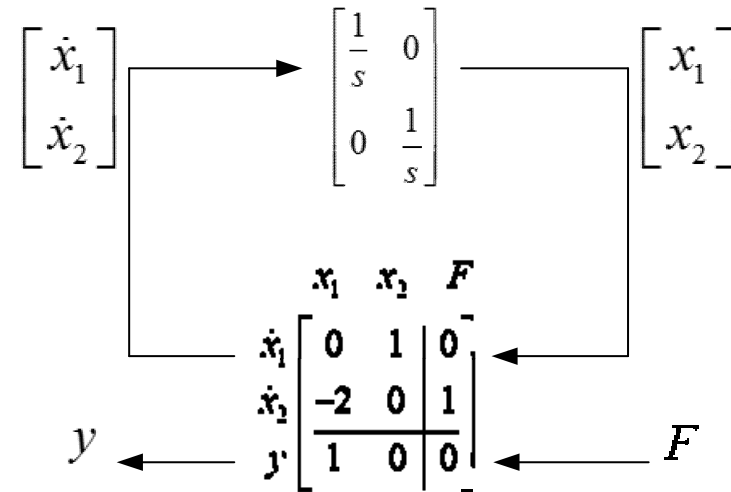 ẋ₁ 1/s 0 x₁
ẋ₂ 0 1/s x₂
x₁ x₂ F
ẋ₁ 0 1 0
ẋ₂ −2 0 1
y y 1 0 0 F